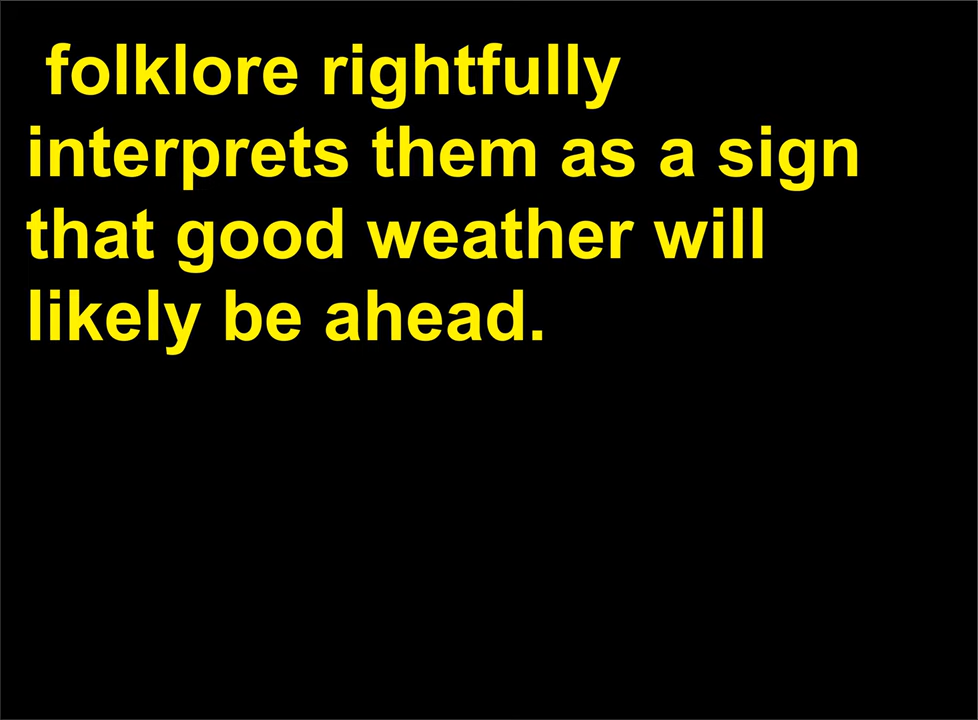 folklore rightfully
interprets them as a sign
that good weather will
likely be ahead.